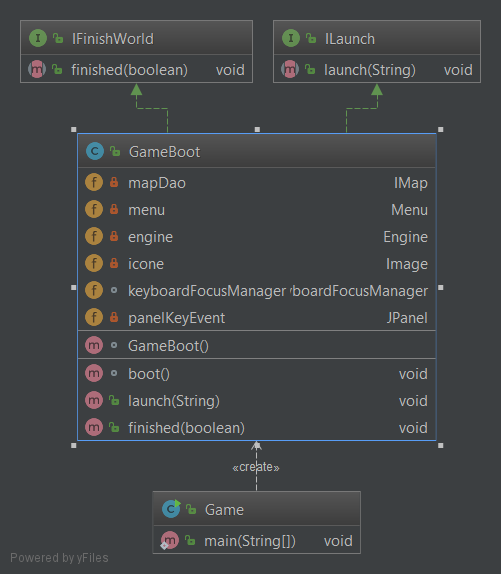 IFinishWorld
finished(boolean) void
ILaunch
launch(String) void
GameBoot
mapDao IMap
menu Menu
engine Engine
icone Image
keyboardFocusManager yboardFocusManager
panelKeyEvent JPanel
GameBoot()
boot() void
launch(String) void
finished(boolean) void
«create»
Game
main(String[]) void
Powered by yFiles